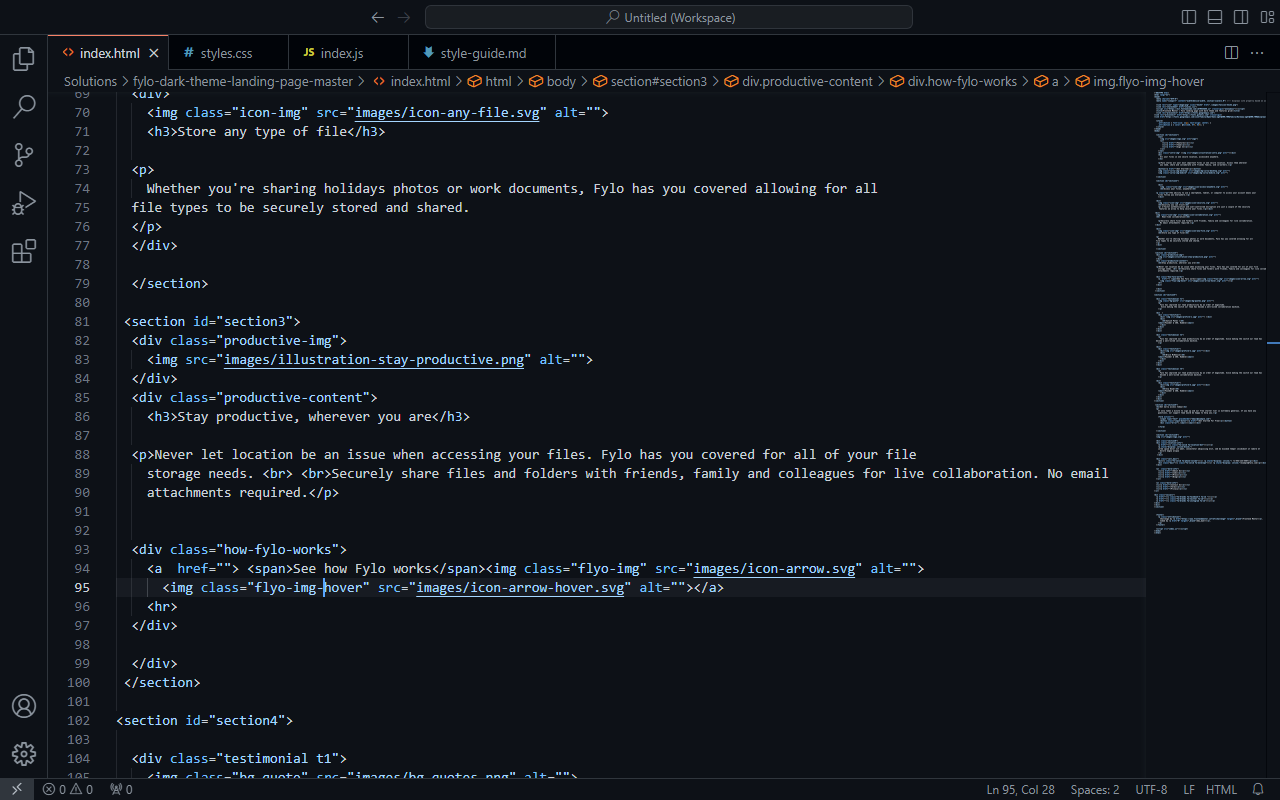 Untitled (Workspace)
index.html
styles.css
index.js
style-guide.md
Solutions > fylo-dark-theme-landing-page-master > index.html > html > body > section#section3 > div.productive-content > div.how-fylo-works > a > img.flyo-img-hover
69 <div>
70 <img class="icon-img" src="images/icon-any-file.svg" alt="">
71 <h3>Store any type of file</h3>
72
73 <p>
74 Whether you're sharing holidays photos or work documents, Fylo has you covered allowing for all
75 file types to be securely stored and shared.
76 </p>
77 </div>
78
79 </section>
80
81 <section id="section3">
82 <div class="productive-img">
83 <img src="images/illustration-stay-productive.png" alt="">
84 </div>
85 <div class="productive-content">
86 <h3>Stay productive, wherever you are</h3>
87
88 <p>Never let location be an issue when accessing your files. Fylo has you covered for all of your file
89 storage needs. <br> <br>Securely share files and folders with friends, family and colleagues for live collaboration. No email
90 attachments required.</p>
91
92
93 <div class="how-fylo-works">
94 <a  href=""> <span>See how Fylo works</span><img class="flyo-img" src="images/icon-arrow.svg" alt="">
95 <img class="flyo-img-hover" src="images/icon-arrow-hover.svg" alt=""></a>
96 <hr>
97 </div>
98
99 </div>
100 </section>
101
102 <section id="section4">
103
104 <div class="testimonial t1">
105 <img class="bg-quote" src="images/bg-quotes.png" alt="">
0 0 0
Ln 95, Col 28 Spaces: 2 UTF-8 LF HTML